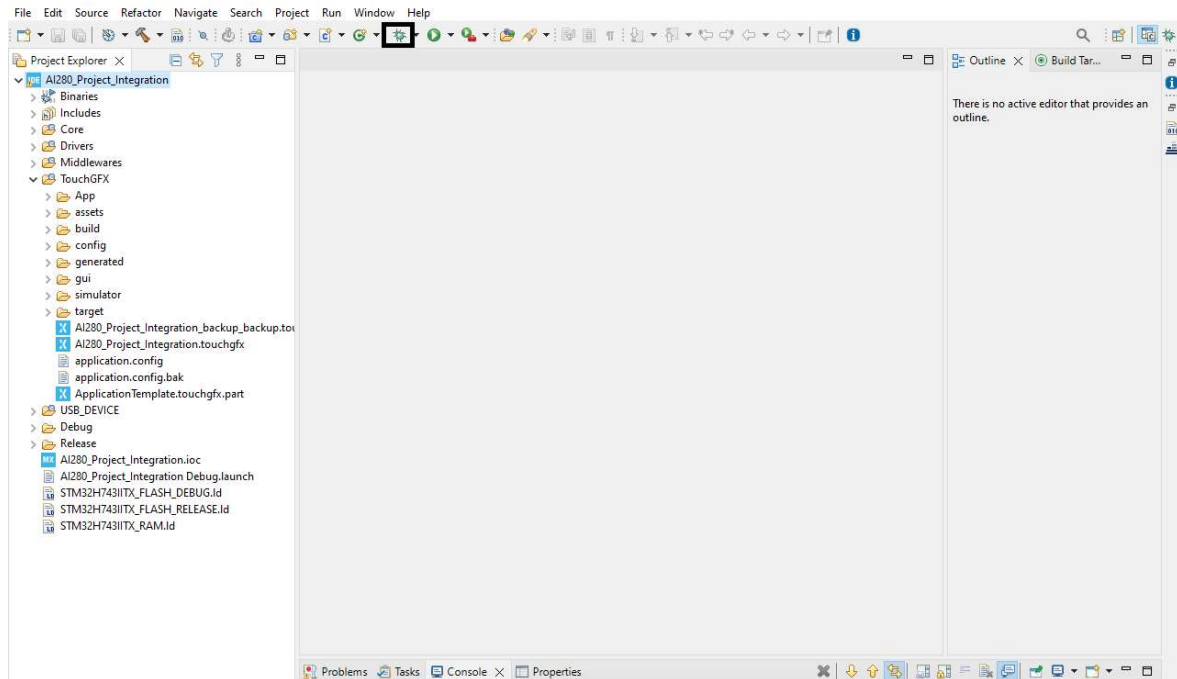 File Edit Source Refactor Navigate Search Project Run Window Help
Project Explorer
AI280_Project_Integration
Binaries
Includes
Core
Drivers
Middlewares
TouchGFX
App
assets
build
config
generated
gui
simulator
target
AI280_Project_Integration_backup_backup.tou
AI280_Project_Integration.touchgfx
application.config
application.config.bak
ApplicationTemplate.touchgfx.part
USB_DEVICE
Debug
Release
AI280_Project_Integration.ioc
AI280_Project_Integration Debug.launch
STM32H743IITX_FLASH_DEBUG.ld
STM32H743IITX_FLASH_RELEASE.ld
STM32H743IITX_RAM.ld
Outline Build Tar...
There is no active editor that provides an
outline.
Problems Tasks Console Properties